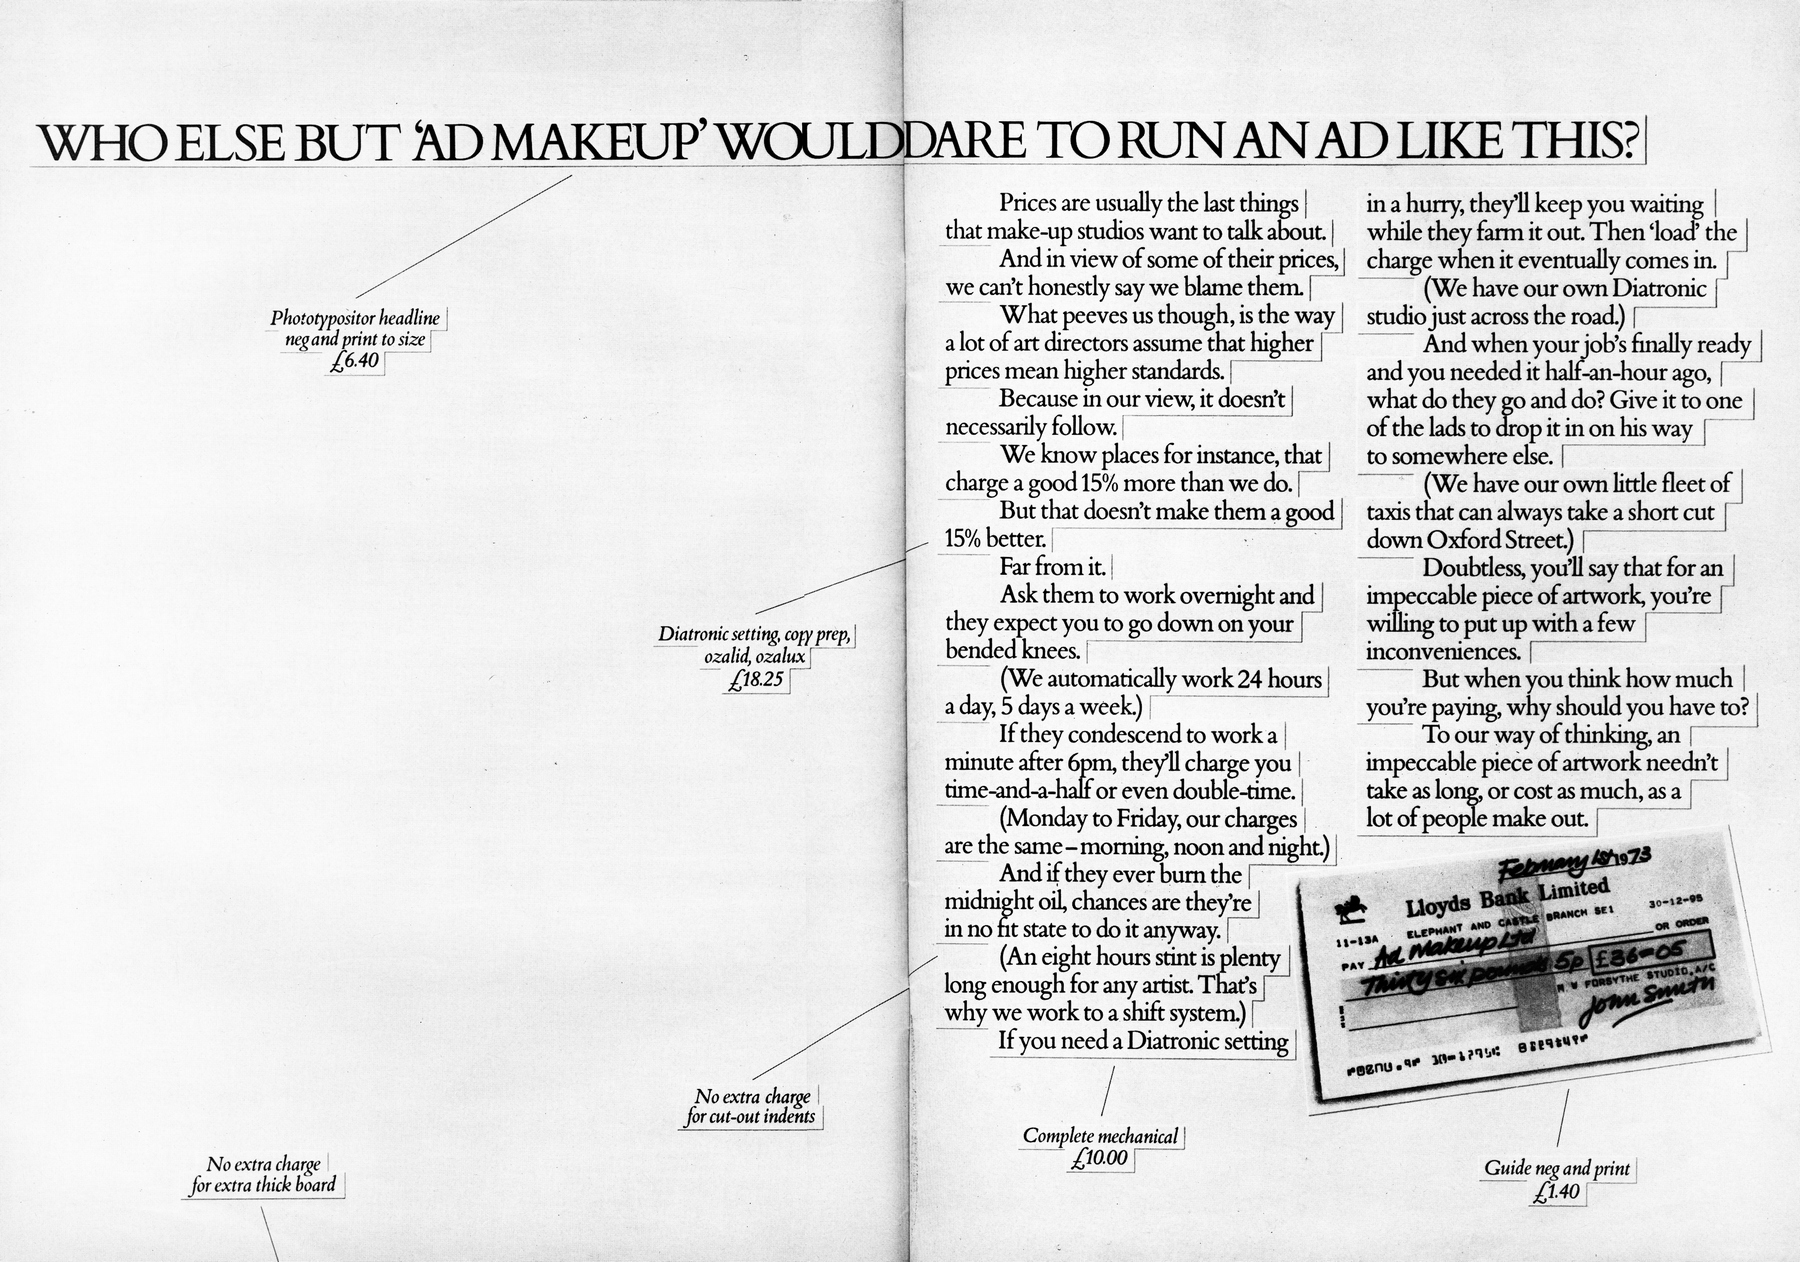 WHO ELSE BUT ‘AD MAKEUP’ WOULD DARE TO RUN AN AD LIKE THIS?
Phototypositor headline
neg and print to size
£6.40
Diatronic setting, copy prep,
ozalid, ozalux
£18.25
No extra charge
for cut-out indents
No extra charge
for extra thick board
Prices are usually the last things
that make-up studios want to talk about.
And in view of some of their prices,
we can’t honestly say we blame them.
What peeves us though, is the way
a lot of art directors assume that higher
prices mean higher standards.
Because in our view, it doesn’t
necessarily follow.
We know places for instance, that
charge a good 15% more than we do.
But that doesn’t make them a good
15% better.
Far from it.
Ask them to work overnight and
they expect you to go down on your
bended knees.
(We automatically work 24 hours
a day, 5 days a week.)
If they condescend to work a
minute after 6pm, they’ll charge you
time-and-a-half or even double-time.
(Monday to Friday, our charges
are the same – morning, noon and night.)
And if they ever burn the
midnight oil, chances are they’re
in no fit state to do it anyway.
(An eight hours stint is plenty
long enough for any artist. That’s
why we work to a shift system.)
If you need a Diatronic setting
in a hurry, they’ll keep you waiting
while they farm it out. Then ‘load’ the
charge when it eventually comes in.
(We have our own Diatronic
studio just across the road.)
And when your job’s finally ready
and you needed it half-an-hour ago,
what do they go and do? Give it to one
of the lads to drop it in on his way
to somewhere else.
(We have our own little fleet of
taxis that can always take a short cut
down Oxford Street.)
Doubtless, you’ll say that for an
impeccable piece of artwork, you’re
willing to put up with a few
inconveniences.
But when you think how much
you’re paying, why should you have to?
To our way of thinking, an
impeccable piece of artwork needn’t
take as long, or cost as much, as a
lot of people make out.
February 1st 1973
Lloyds Bank Limited
ELEPHANT AND CASTLE BRANCH SE1
30-12-95
11-13A
PAY Ad Makeup Ltd OR ORDER
Thirty six pounds 5p £36-05
FORSYTHE STUDIO, A/C
John Smith
Complete mechanical
£10.00
Guide neg and print
£1.40